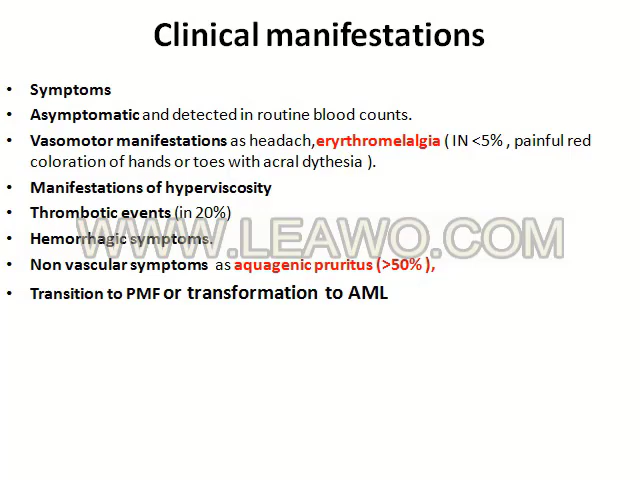 Clinical manifestations
• Symptoms
• Asymptomatic and detected in routine blood counts.
• Vasomotor manifestations as headach,eryrthromelalgia ( IN <5% , painful red
coloration of hands or toes with acral dythesia ).
• Manifestations of hyperviscosity
• Thrombotic events (in 20%)
• Hemorrhagic symptoms.
WWW.LEAWO.COM
• Non vascular symptoms as aquagenic pruritus (>50% ),
• Transition to PMF or transformation to AML